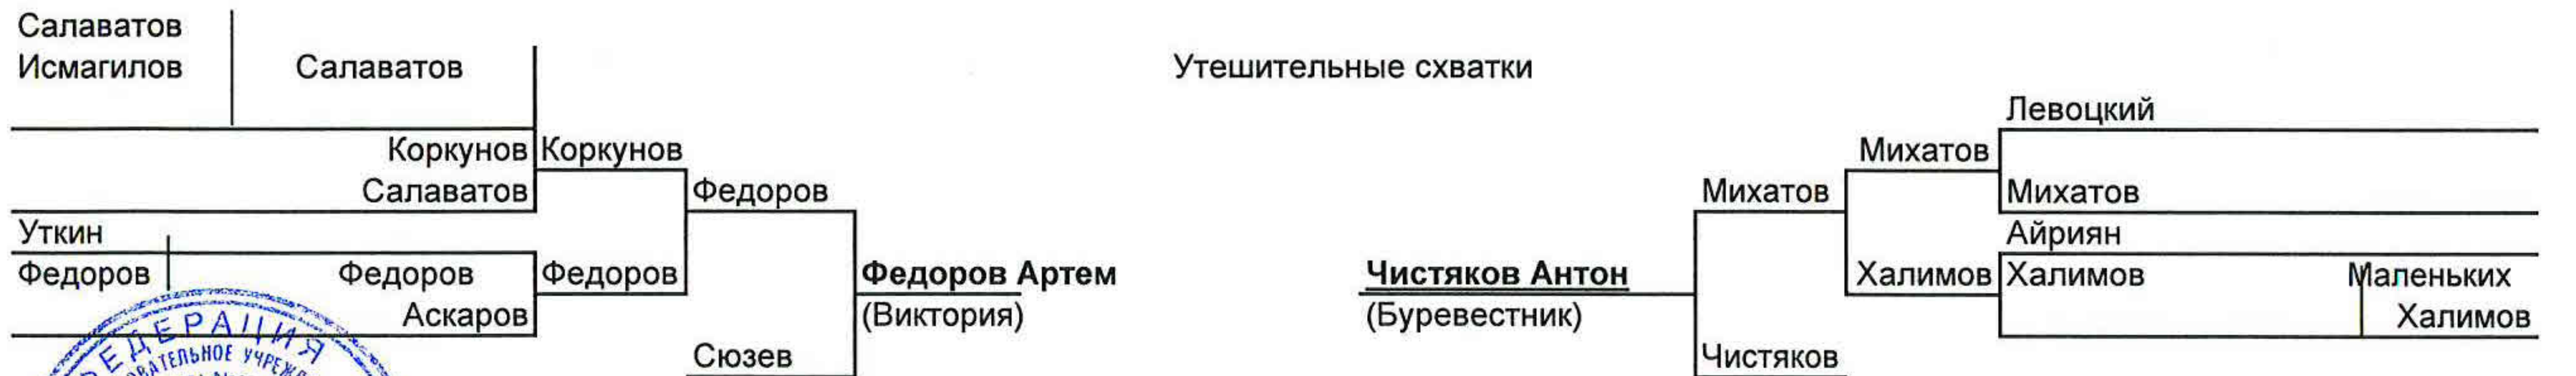 Салаватов
Исмагилов Салаватов Утешительные схватки
Левоцкий
Коркунов Коркунов Михатов
Салаватов Федоров Михатов Михатов
Уткин Айриян
Федоров Федоров Федоров Федоров Артем Чистяков Антон Халимов Халимов Маленьких
Аскаров (Виктория) (Буревестник) Халимов
Сюзев Чистяков
ФЕДЕРАЦИЯ